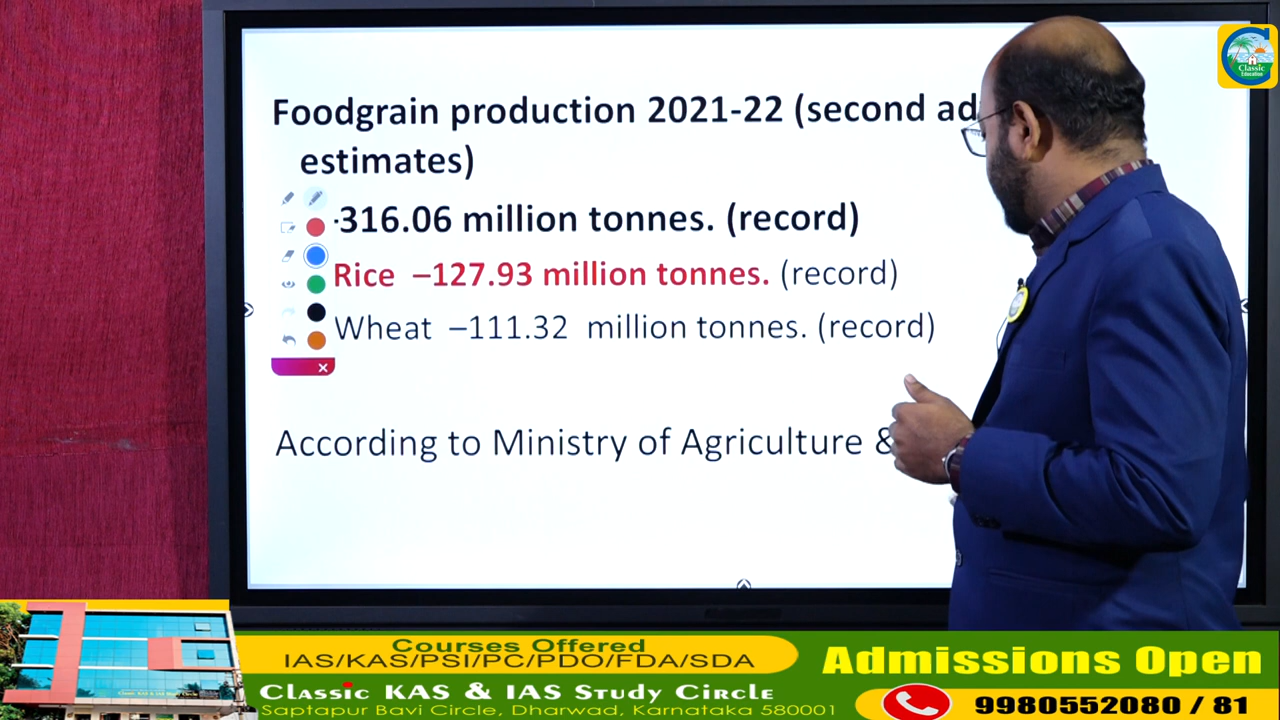 Foodgrain production 2021-22 (second ad
estimates)
·316.06 million tonnes. (record)
Rice –127.93 million tonnes. (record)
Wheat –111.32 million tonnes. (record)
According to Ministry of Agriculture &
Classic
Education
Courses Offered
IAS/KAS/PSI/PC/PDO/FDA/SDA
Classic KAS & IAS Study Circle
Saptapur Bavi Circle, Dharwad, Karnataka 580001
Admissions Open
9980552080 / 81